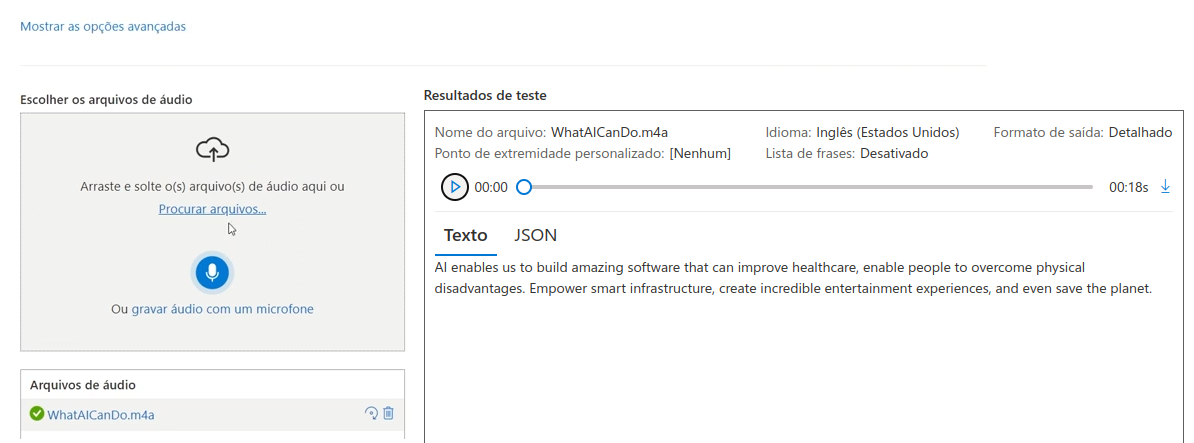 Mostrar as opções avançadas
Escolher os arquivos de áudio
Arraste e solte o(s) arquivo(s) de áudio aqui ou
Procurar arquivos...
Ou gravar áudio com um microfone
Arquivos de áudio
WhatAICanDo.m4a
Resultados de teste
Nome do arquivo: WhatAICanDo.m4a Idioma: Inglês (Estados Unidos) Formato de saída: Detalhado
Ponto de extremidade personalizado: [Nenhum] Lista de frases: Desativado
00:00 00:18s
Texto JSON
AI enables us to build amazing software that can improve healthcare, enable people to overcome physical
disadvantages. Empower smart infrastructure, create incredible entertainment experiences, and even save the planet.